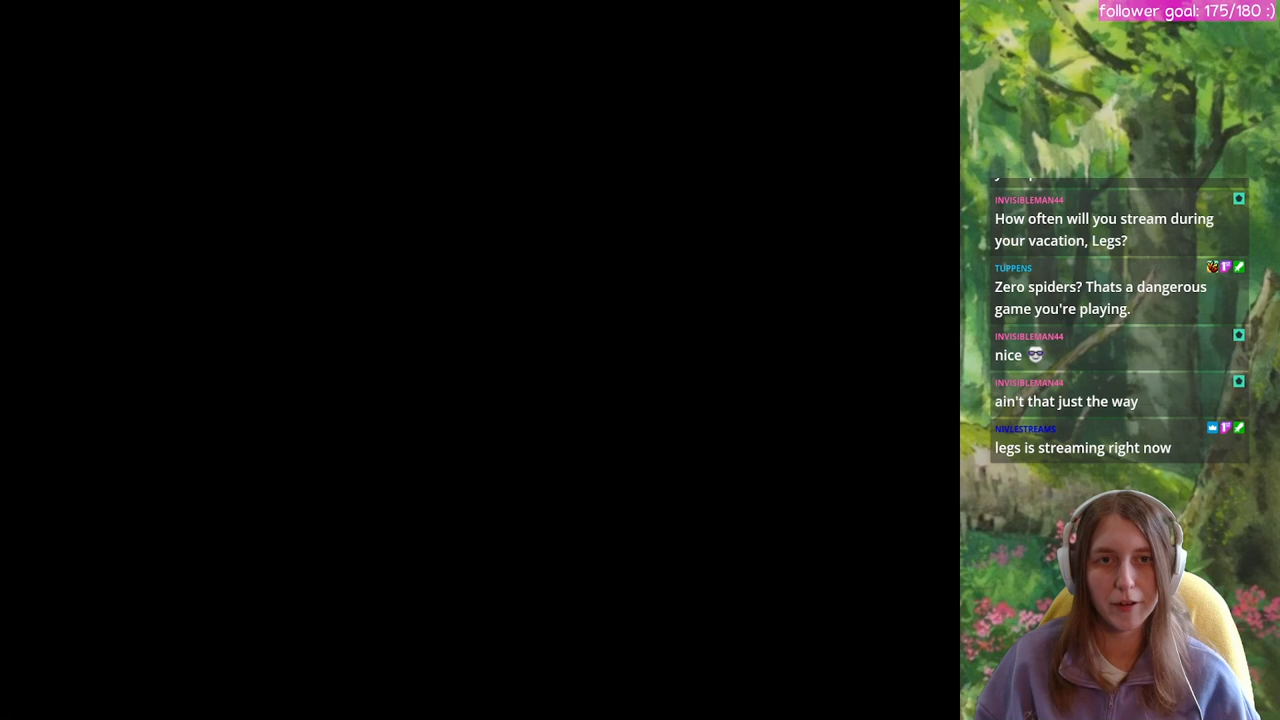 follower goal: 175/180 :)
INVISIBLEMAN44
How often will you stream during
your vacation, Legs?
TUPPENS
Zero spiders? Thats a dangerous
game you're playing.
INVISIBLEMAN44
nice
INVISIBLEMAN44
ain't that just the way
NIVLESTREAMS
legs is streaming right now